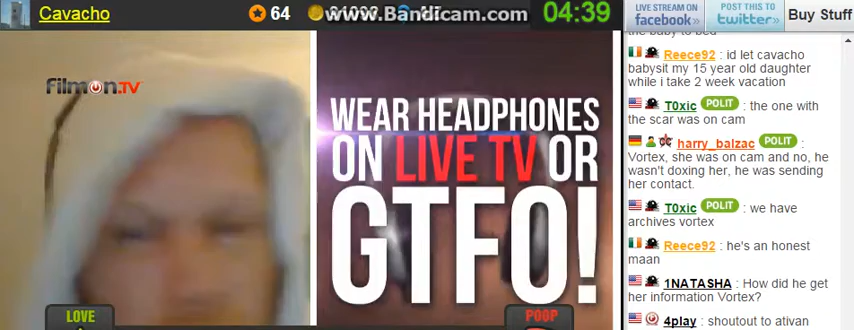 Cavacho
64
www.Bandicam.com
04:39
LIVE STREAM ON
facebook»
POST THIS TO
twitter»
Buy Stuff
Filmon.TV
WEAR HEADPHONES
ON LIVE TV OR
GTFO!
LOVE
POOP
the baby to bed
Reece92 : id let cavacho
babysit my 15 year old daughter
while i take 2 week vacation
T0xic POLIT : the one with
the scar was on cam
harry_balzac POLIT :
Vortex, she was on cam and no, he
wasn't doxing her, he was sending
her contact.
T0xic POLIT : we have
archives vortex
Reece92 : he's an honest
maan
1NATASHA : How did he get
her information Vortex?
4play : shoutout to ativan